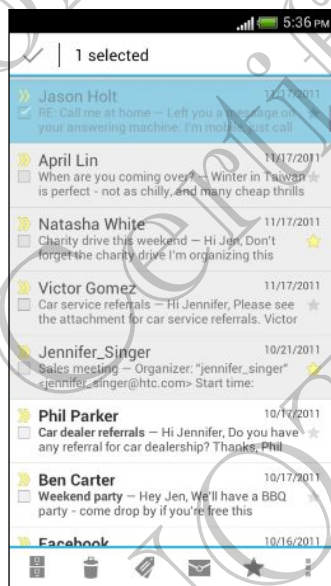 5:36 PM
1 selected
Jason Holt 11/17/2011
RE: Call me at home – Left you a message on
your answering machine. I'm mobile, just call
April Lin 11/17/2011
When are you coming over? – Winter in Taiwan
is perfect - not as chilly, and many cheap thrills
Natasha White 11/17/2011
Charity drive this weekend – Hi Jen, Don't
forget the charity drive I'm organizing this
Victor Gomez 11/17/2011
Car service referrals – Hi Jennifer, Please see
the attachment for car service referrals. Victor
Jennifer_Singer 10/21/2011
Sales meeting – Organizer: "jennifer_singer"
<jennifer_singer@htc.com> Start time:
Phil Parker 10/17/2011
Car dealer referrals – Hi Jennifer, Do you have
any referral for car dealership? Thanks, Phil
Ben Carter 10/17/2011
Weekend party – Hey Jen, We'll have a BBQ
party - come drop by if you're free this
Facebook 10/16/2011
Certifi